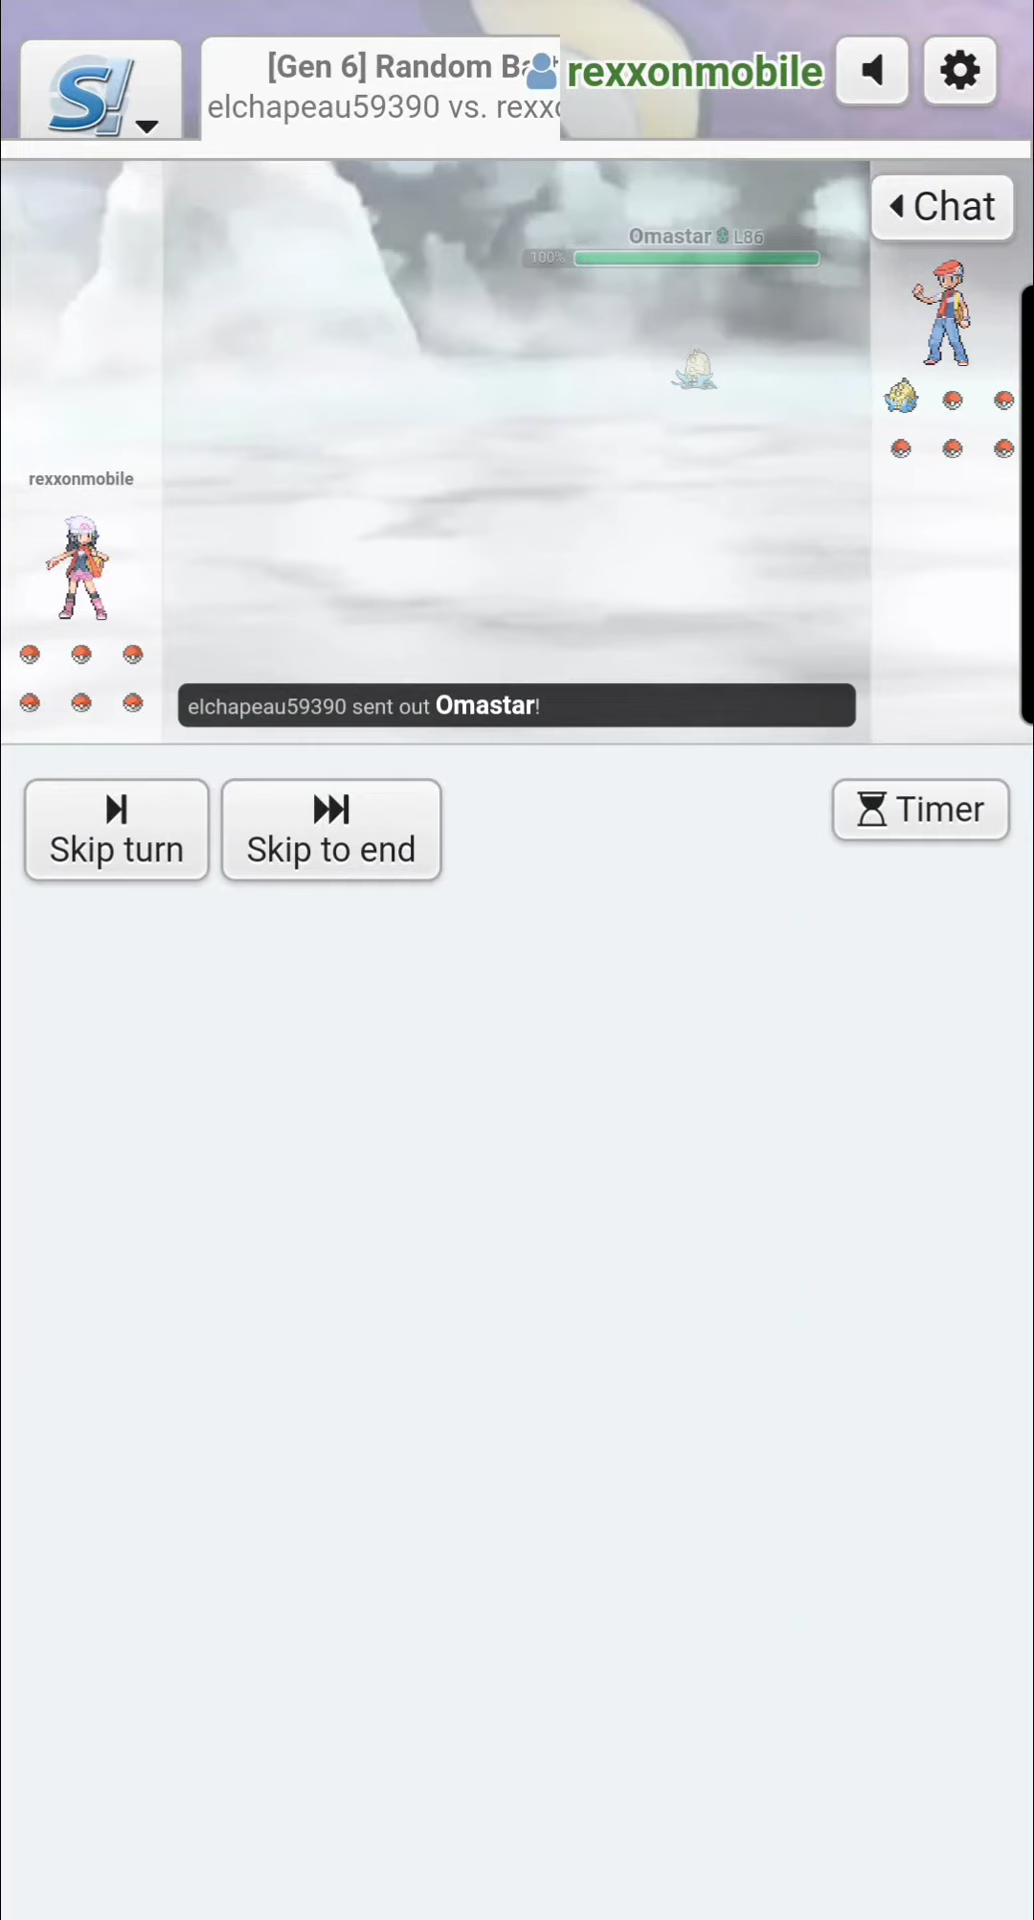 [Gen 6] Random Ba
elchapeau59390 vs. rexx
rexxonmobile
Chat
Omastar L86
100%
rexxonmobile
elchapeau59390 sent out Omastar!
Skip turn
Skip to end
Timer